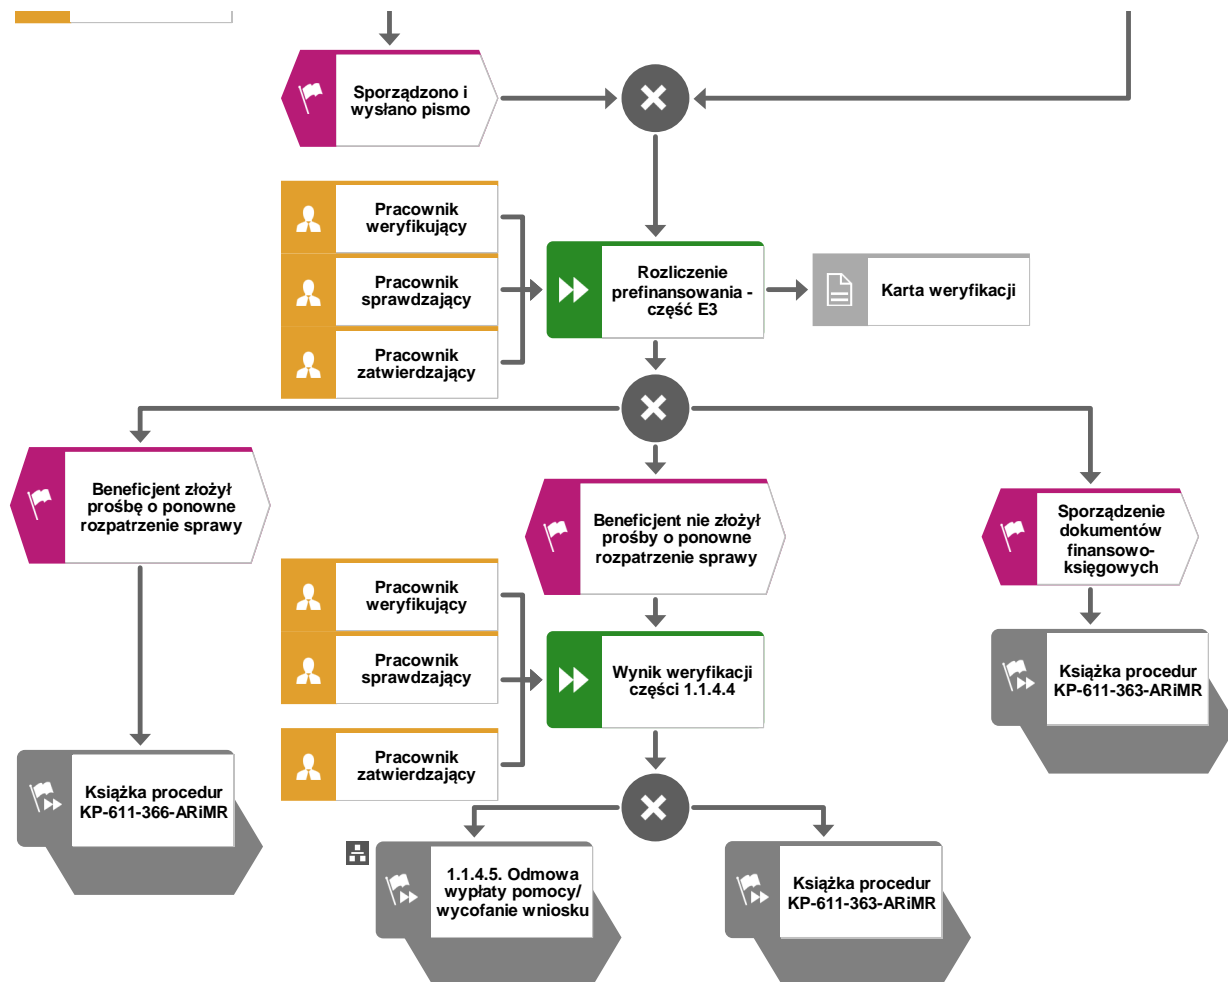 Sporządzono i
wysłano pismo
Pracownik
weryfikujący
Pracownik
sprawdzający
Pracownik
zatwierdzający
Rozliczenie
prefinansowania -
część E3
Karta weryfikacji
Beneficjent złożył
prośbę o ponowne
rozpatrzenie sprawy
Beneficjent nie złożył
prośby o ponowne
rozpatrzenie sprawy
Sporządzenie
dokumentów
finansowo-
księgowych
Pracownik
weryfikujący
Pracownik
sprawdzający
Pracownik
zatwierdzający
Wynik weryfikacji
części 1.1.4.4
Książka procedur
KP-611-363-ARiMR
Książka procedur
KP-611-366-ARiMR
1.1.4.5. Odmowa
wypłaty pomocy/
wycofanie wniosku
Książka procedur
KP-611-363-ARiMR